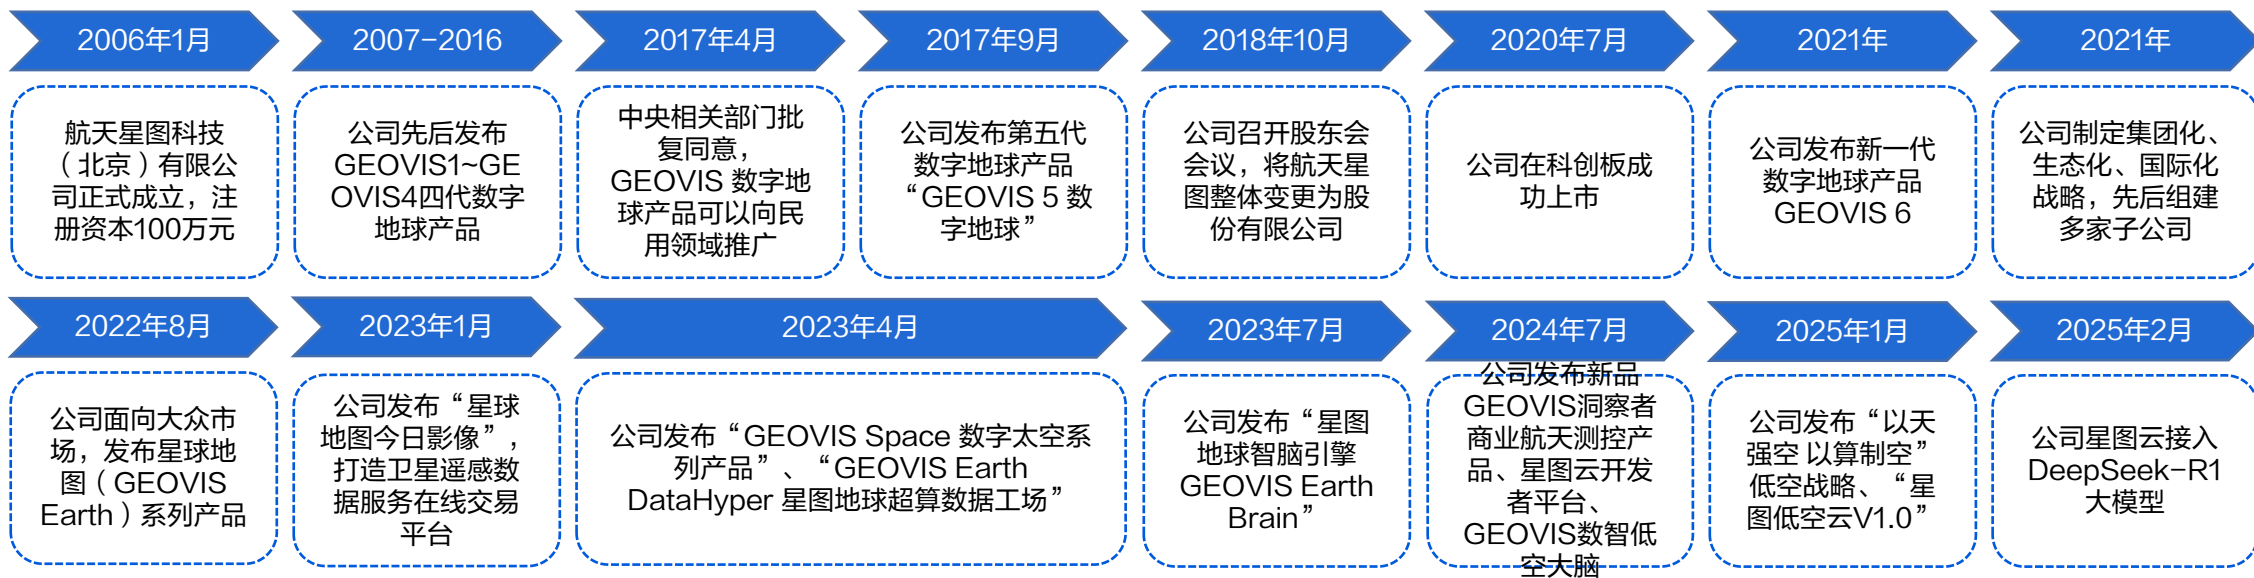 2006年1月
2007-2016
2017年4月
2017年9月
2018年10月
2020年7月
2021年
2021年
航天星图科技
（北京）有限公
司正式成立，注
册资本100万元
公司先后发布
GEOVIS1~GE
OVIS4四代数字
地球产品
中央相关部门批
复同意，
GEOVIS 数字地
球产品可以向民
用领域推广
公司发布第五代
数字地球产品
“GEOVIS 5 数
字地球”
公司召开股东会
会议，将航天星
图整体变更为股
份有限公司
公司在科创板成
功上市
公司发布新一代
数字地球产品
GEOVIS 6
公司制定集团化、
生态化、国际化
战略，先后组建
多家子公司
2022年8月
2023年1月
2023年4月
2023年7月
2024年7月
2025年1月
2025年2月
公司面向大众市
场，发布星球地
图（GEOVIS
Earth）系列产品
公司发布“星球
地图今日影像”，
打造卫星遥感数
据服务在线交易
平台
公司发布“GEOVIS Space 数字太空系
列产品”、“GEOVIS Earth
DataHyper 星图地球超算数据工场”
公司发布“星图
地球智脑引擎
GEOVIS Earth
Brain”
公司发布新品
GEOVIS洞察者
商业航天测控产
品、星图云开发
者平台、
GEOVIS数智低
空大脑
公司发布“以天
强空 以算制空”
低空战略、“星
图低空云V1.0”
公司星图云接入
DeepSeek-R1
大模型